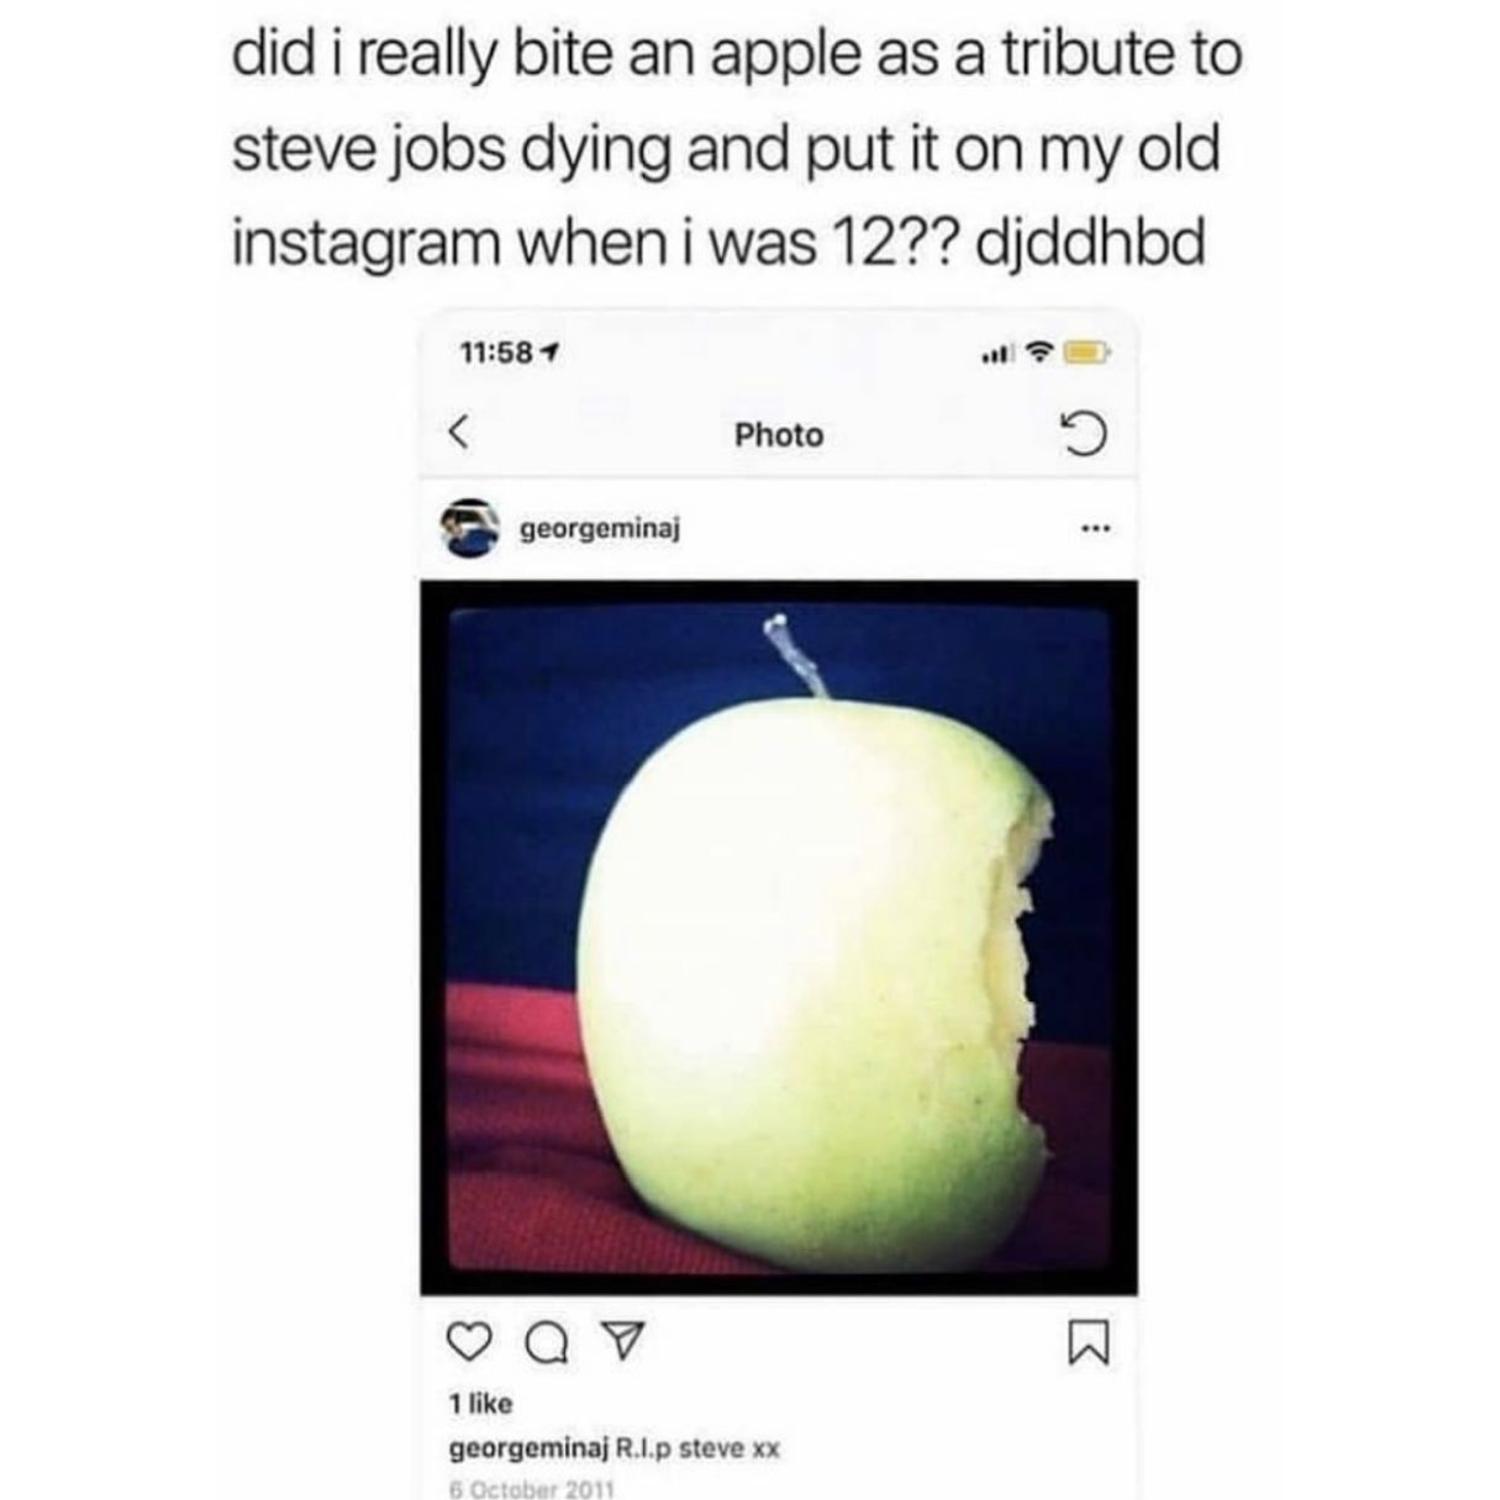 did i really bite an apple as a tribute to
steve jobs dying and put it on my old
instagram when i was 12?? djddhbd
11:58
Photo
georgeminaj
1 like
georgeminaj R.I.p steve xx
6 October 2011